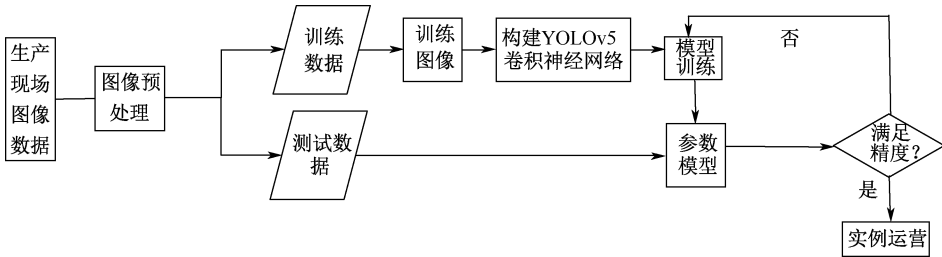 生产
现场
图像
数据
图像预
处理
训练
数据
训练
图像
构建YOLOv5
卷积神经网络
模型
训练
否
测试数
据
参数
模型
满足
精度？
是
实例运营